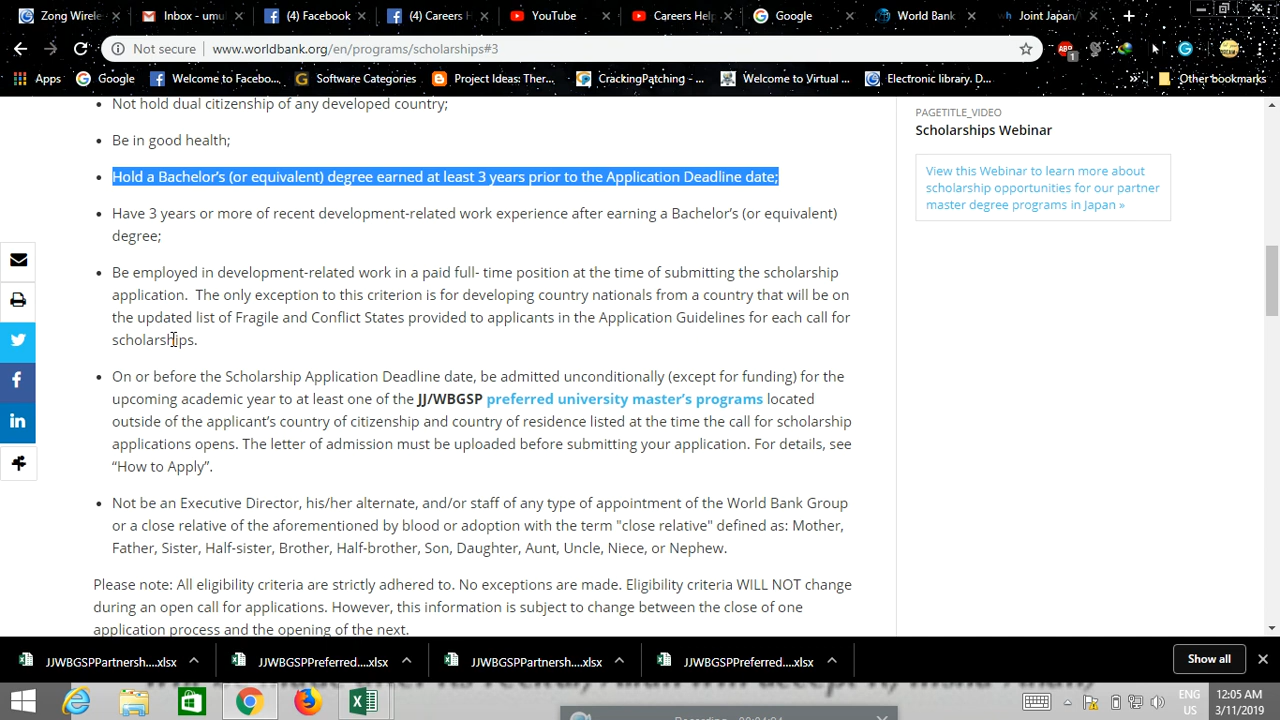 Zong Wirele
Inbox - umu
(4) Facebook
(4) Careers H
YouTube
Careers Help
Google
World Bank
Joint Japan/
Not secure www.worldbank.org/en/programs/scholarships#3
Apps Google Welcome to Facebo... Software Categories Project Ideas: Ther... CrackingPatching - ... Welcome to Virtual ... Electronic library. D... » Other bookmarks
• Not hold dual citizenship of any developed country;
• Be in good health;
• Hold a Bachelor’s (or equivalent) degree earned at least 3 years prior to the Application Deadline date;
• Have 3 years or more of recent development-related work experience after earning a Bachelor’s (or equivalent)
degree;
• Be employed in development-related work in a paid full- time position at the time of submitting the scholarship
application. The only exception to this criterion is for developing country nationals from a country that will be on
the updated list of Fragile and Conflict States provided to applicants in the Application Guidelines for each call for
scholarships.
• On or before the Scholarship Application Deadline date, be admitted unconditionally (except for funding) for the
upcoming academic year to at least one of the JJ/WBGSP preferred university master’s programs located
outside of the applicant’s country of citizenship and country of residence listed at the time the call for scholarship
applications opens. The letter of admission must be uploaded before submitting your application. For details, see
“How to Apply”.
• Not be an Executive Director, his/her alternate, and/or staff of any type of appointment of the World Bank Group
or a close relative of the aforementioned by blood or adoption with the term "close relative" defined as: Mother,
Father, Sister, Half-sister, Brother, Half-brother, Son, Daughter, Aunt, Uncle, Niece, or Nephew.
Please note: All eligibility criteria are strictly adhered to. No exceptions are made. Eligibility criteria WILL NOT change
during an open call for applications. However, this information is subject to change between the close of one
application process and the opening of the next.
PAGETITLE_VIDEO
Scholarships Webinar
View this Webinar to learn more about
scholarship opportunities for our partner
master degree programs in Japan »
JJWBGSPPartnersh....xlsx
JJWBGSPPreferred....xlsx
JJWBGSPPartnersh....xlsx
JJWBGSPPreferred....xlsx
Show all
ENG
US
12:05 AM
3/11/2019